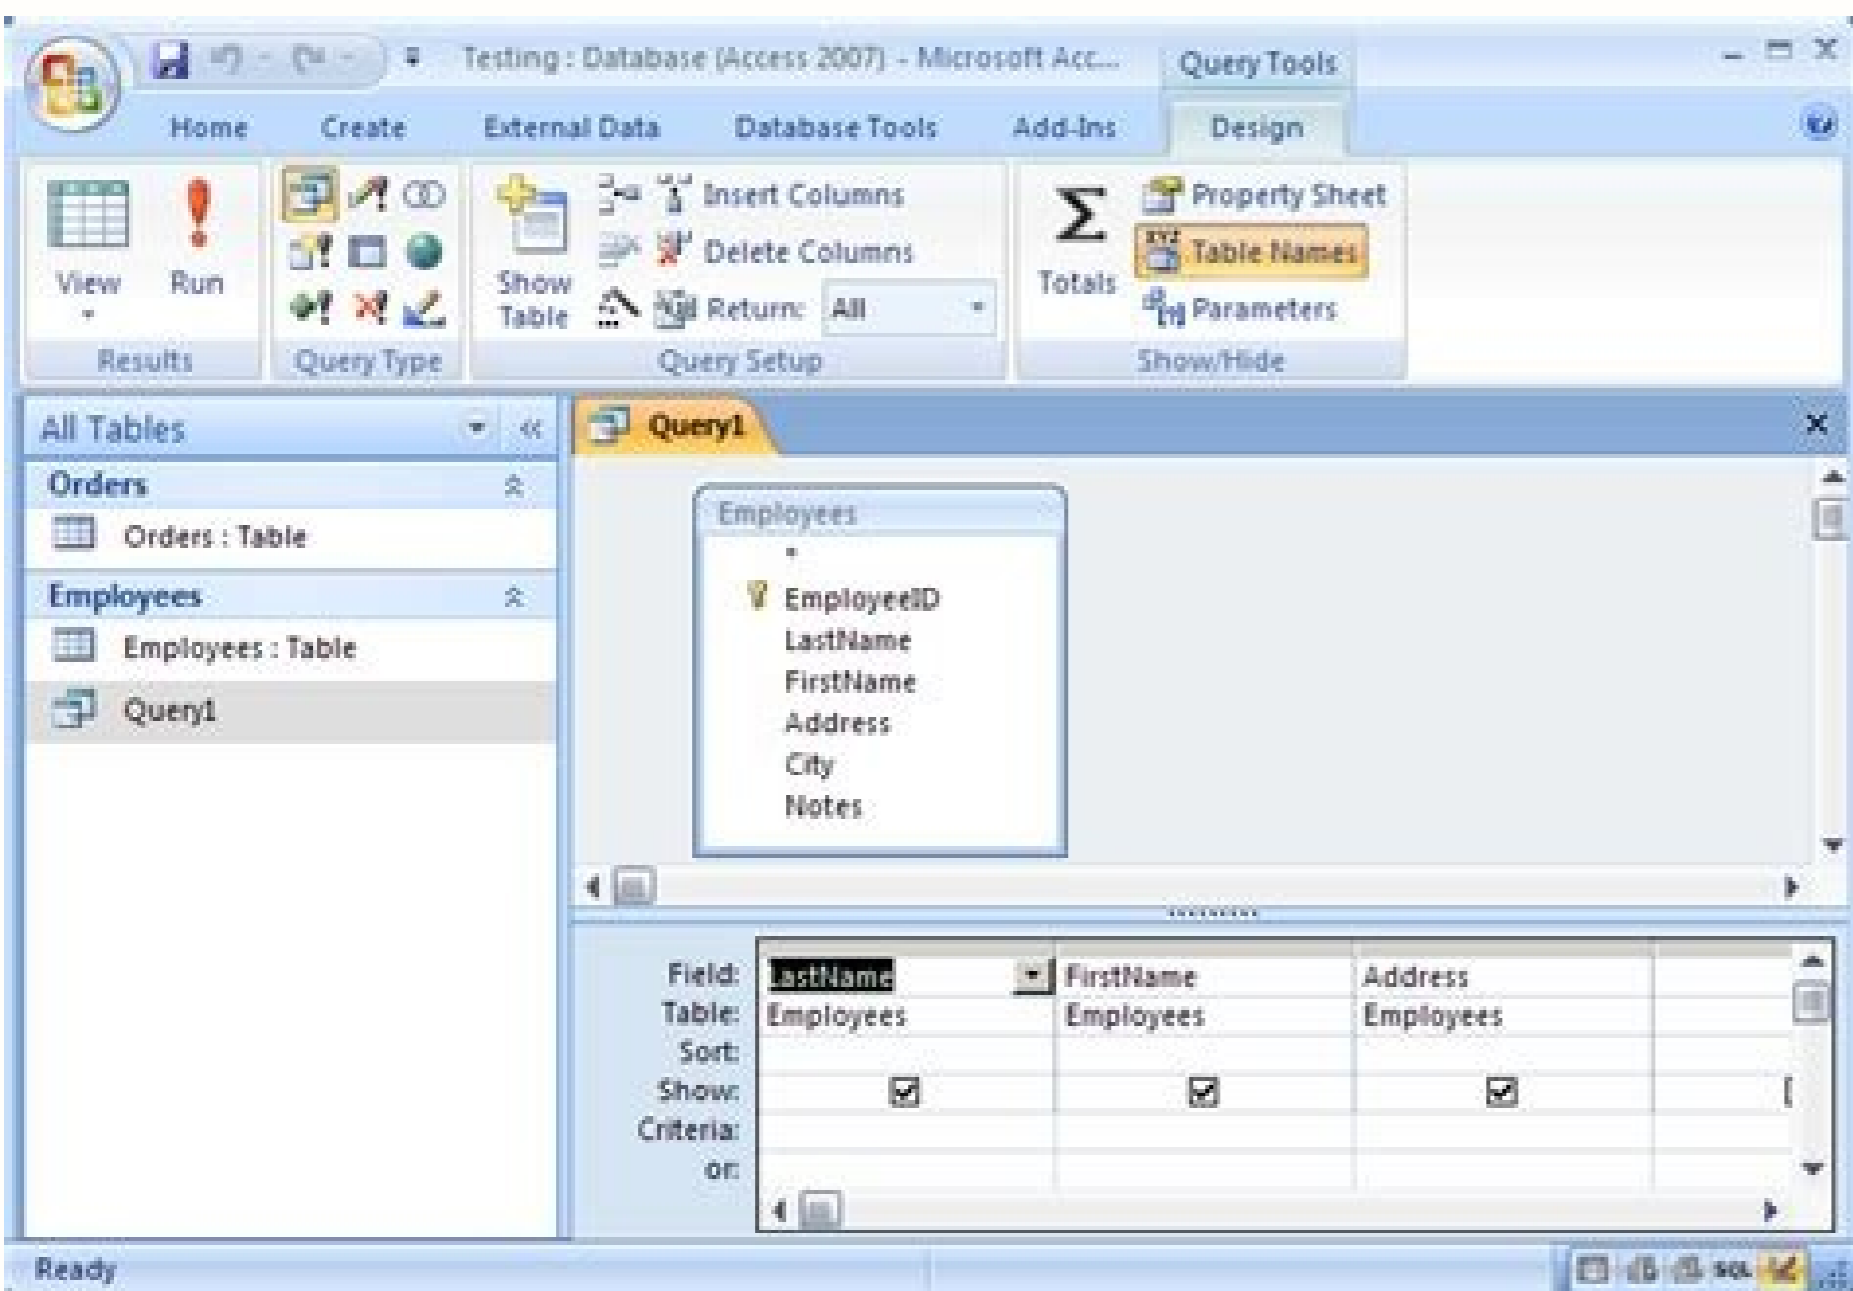 Testing : Database (Access 2007) - Microsoft Acc...
Query Tools
Home Create External Data Database Tools Add-Ins Design
View
Run
Show Table
Insert Columns
Delete Columns
Return: All
Totals
Property Sheet
Table Names
Parameters
Results Query Type Query Setup Show/Hide
All Tables
Orders
Orders : Table
Employees
Employees : Table
Query1
Query1
Employees
*
EmployeeID
LastName
FirstName
Address
City
Notes
Field: LastName FirstName Address
Table: Employees Employees Employees
Sort:
Show:
Criteria:
or:
Ready
SQL